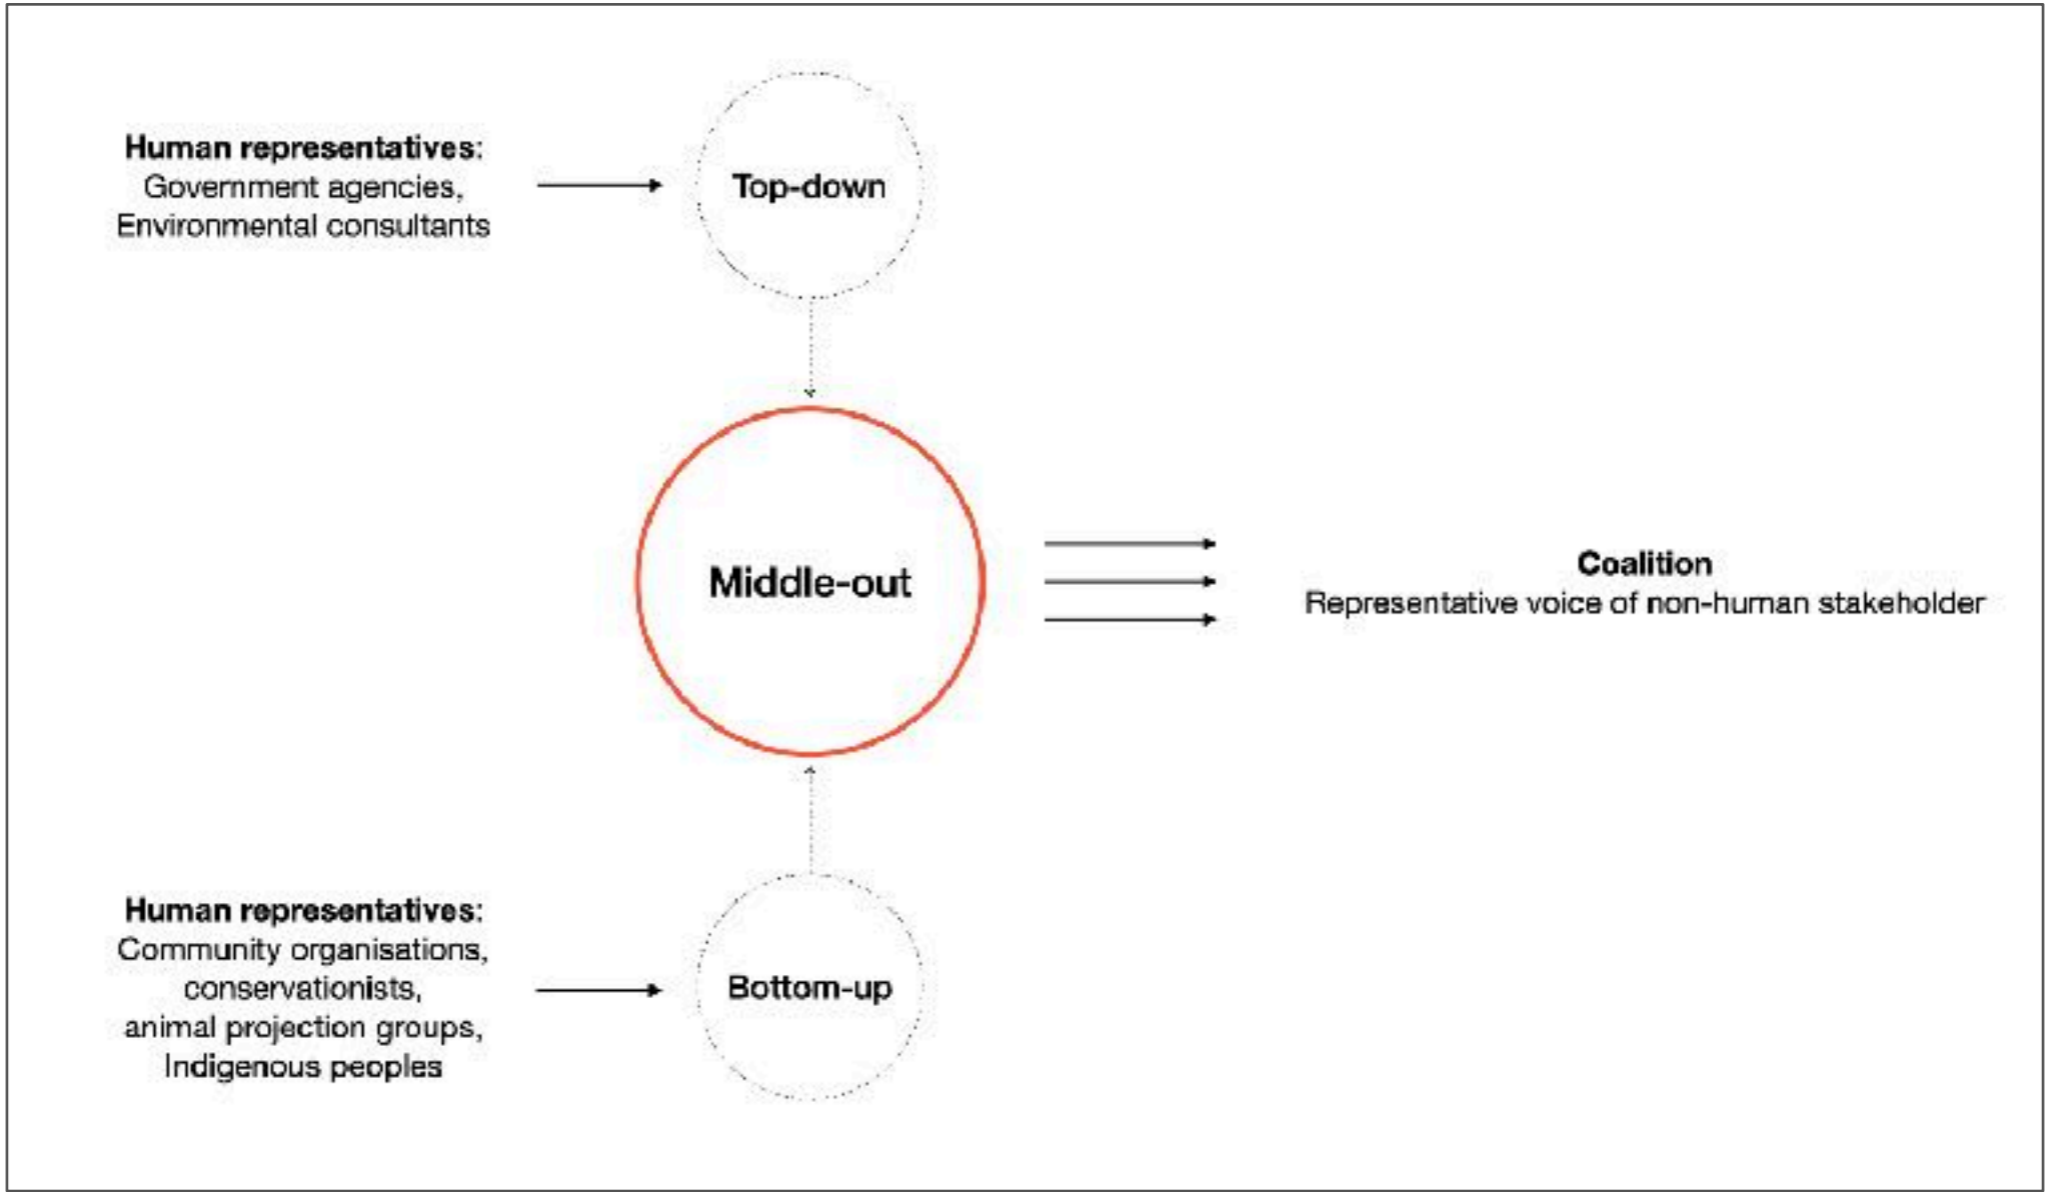 Human representatives:
Government agencies,
Environmental consultants
Top-down
Middle-out
Coalition
Representative voice of non-human stakeholder
Human representatives:
Community organisations,
conservationists,
animal projection groups,
Indigenous peoples
Bottom-up